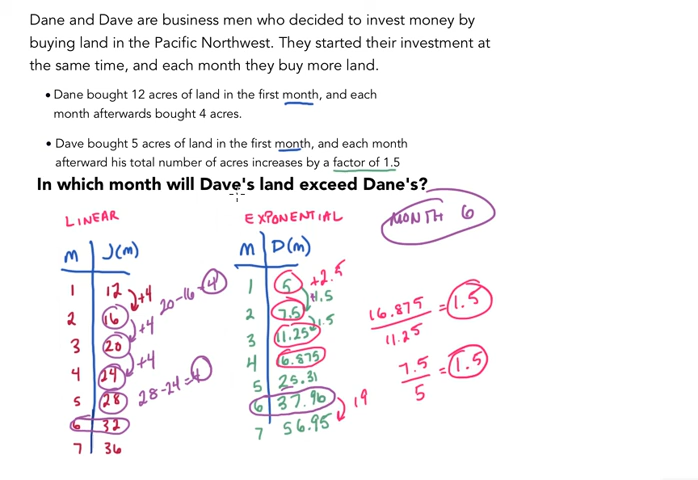 Dane and Dave are business men who decided to invest money by
buying land in the Pacific Northwest. They started their investment at
the same time, and each month they buy more land.
• Dane bought 12 acres of land in the first month, and each
month afterwards bought 4 acres.
• Dave bought 5 acres of land in the first month, and each month
afterward his total number of acres increases by a factor of 1.5
In which month will Dave's land exceed Dane's?
MONTH 6
LINEAR
M J(m)
1 12
2 16
3 20
4 24
5 28
6 32
7 36
+4
+4
+4
20-16=4
28-24=4
EXPONENTIAL
M D(m)
1 5
2 7.5
3 11.25
4 16.875
5 25.31
6 37.96
7 56.95
+2.5
1.5
19
16.875
11.25
=1.5
7.5
5
=1.5